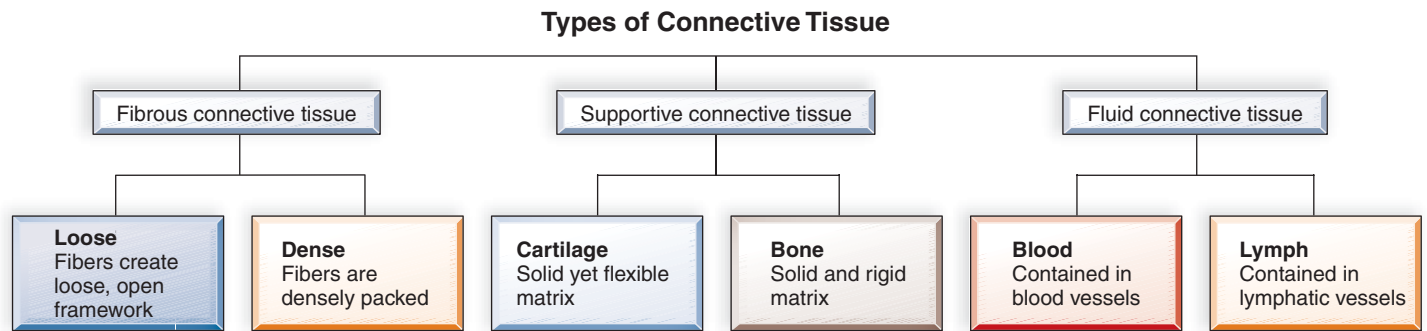 Types of Connective Tissue
Fibrous connective tissue
Supportive connective tissue
Fluid connective tissue
Loose
Fibers create
loose, open
framework
Dense
Fibers are
densely packed
Cartilage
Solid yet flexible
matrix
Bone
Solid and rigid
matrix
Blood
Contained in
blood vessels
Lymph
Contained in
lymphatic vessels